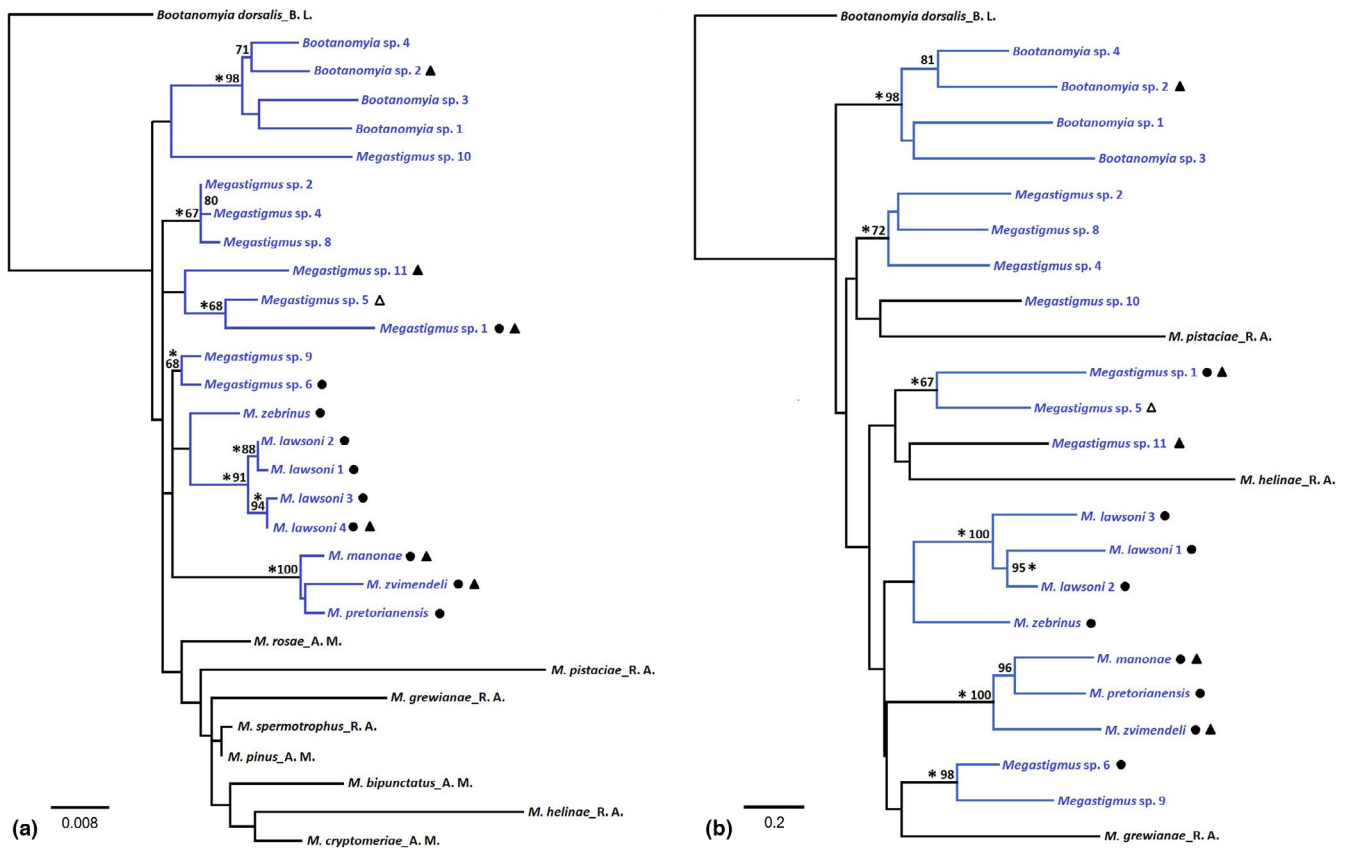 Bootanomyia dorsalis_B. L.
Bootanomyia sp. 4
71
Bootanomyia sp. 2 ▲
*98
Bootanomyia sp. 3
Bootanomyia sp. 1
Megastigmus sp. 10
Megastigmus sp. 2
80
*67
Megastigmus sp. 4
Megastigmus sp. 8
Megastigmus sp. 11 ▲
Megastigmus sp. 5 △
*68
Megastigmus sp. 1 ● ▲
*
68
Megastigmus sp. 9
Megastigmus sp. 6 ●
M. zebrinus ●
M. lawsoni 2 ●
*88
M. lawsoni 1 ●
*91
*
94
M. lawsoni 3 ●
M. lawsoni 4 ● ▲
M. manonae ● ▲
*100
M. zvimendeli ● ▲
M. pretorianensis ●
M. rosae_A. M.
M. pistaciae_R. A.
M. grewianae_R. A.
M. spermotrophus_R. A.
M. pinus_A. M.
M. bipunctatus_A. M.
M. helinae_R. A.
M. cryptomeriae_A. M.
(a)
0.008
Bootanomyia dorsalis_B. L.
Bootanomyia sp. 4
81
Bootanomyia sp. 2 ▲
*98
Bootanomyia sp. 1
Bootanomyia sp. 3
Megastigmus sp. 2
Megastigmus sp. 8
*72
Megastigmus sp. 4
Megastigmus sp. 10
M. pistaciae_R. A.
Megastigmus sp. 1 ● ▲
*67
Megastigmus sp. 5 △
Megastigmus sp. 11 ▲
M. helinae_R. A.
M. lawsoni 3 ●
* 100
M. lawsoni 1 ●
95 *
M. lawsoni 2 ●
M. zebrinus ●
M. manonae ● ▲
96
M. pretorianensis ●
* 100
M. zvimendeli ● ▲
Megastigmus sp. 6 ●
* 98
Megastigmus sp. 9
M. grewianae_R. A.
(b)
0.2